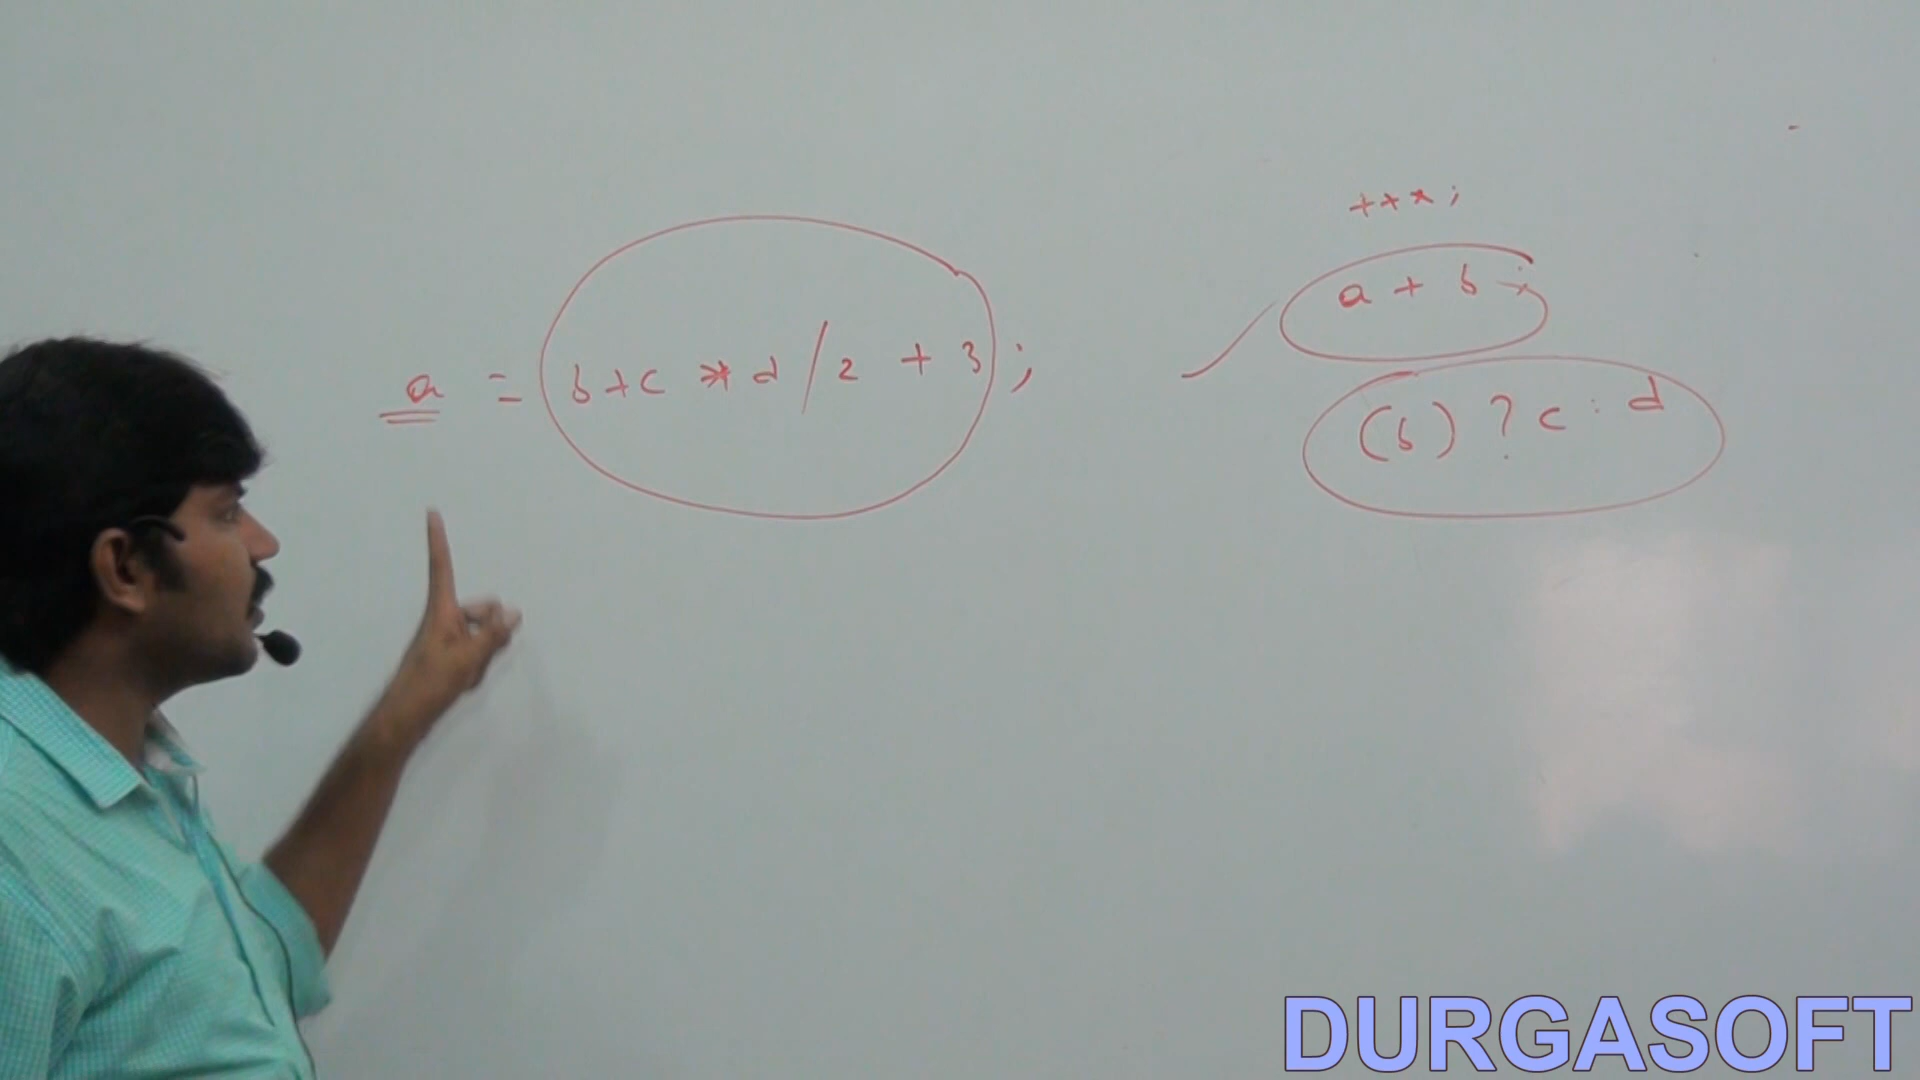 a = b+c * d / 2 + 3 ;
++x;
a + b ;
(b) ? c : d
DURGASOFT